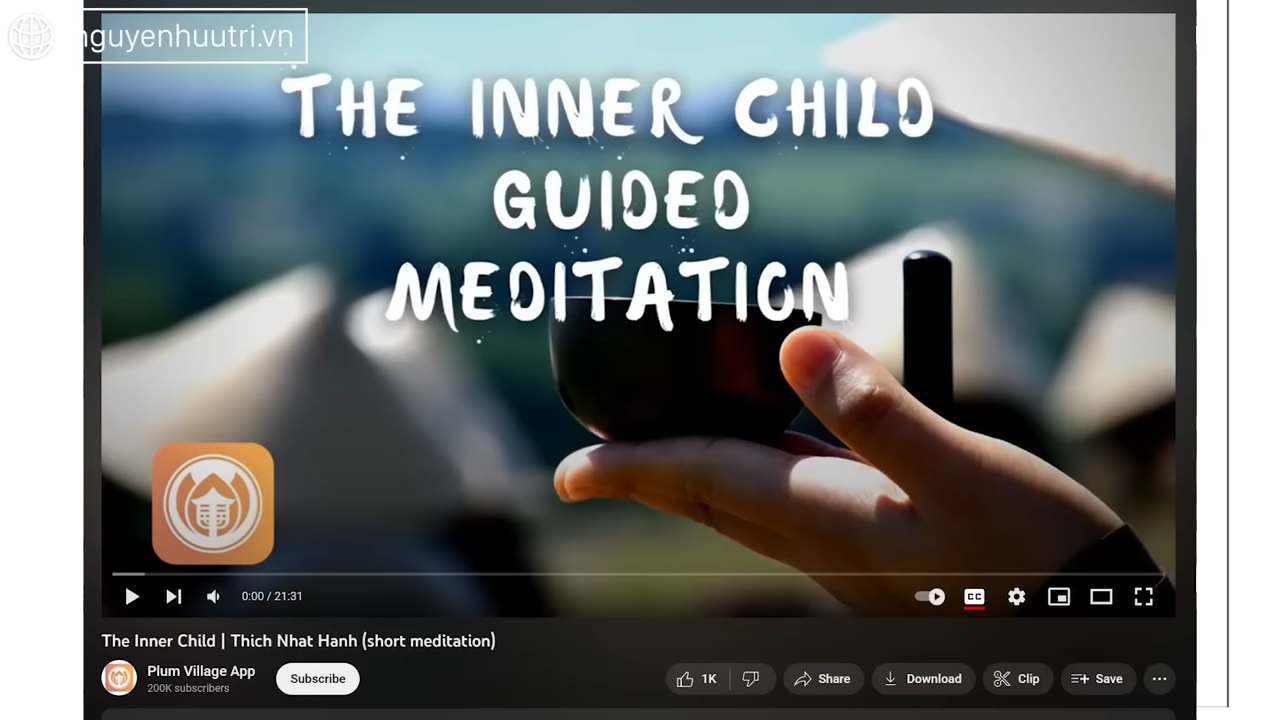 nguyenhuutri.vn
THE INNER CHILD
GUIDED
MEDITATION
0:00 / 21:31
CC
The Inner Child | Thich Nhat Hanh (short meditation)
Plum Village App
200K subscribers
Subscribe
1K
Share
Download
Clip
Save